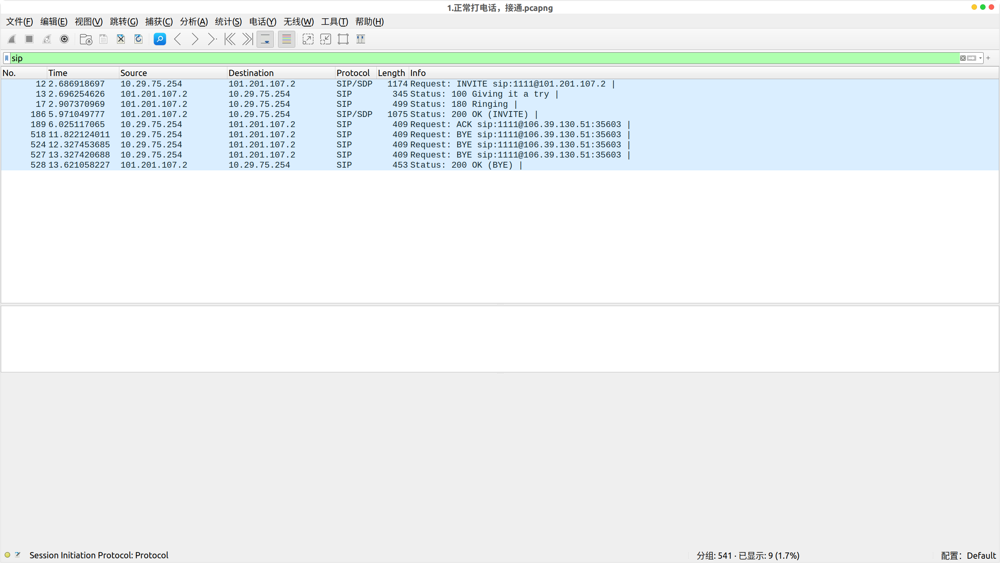 1.正常打电话，接通.pcapng
文件(F) 编辑(E) 视图(V) 跳转(G) 捕获(C) 分析(A) 统计(S) 电话(Y) 无线(W) 工具(T) 帮助(H)
sip
No. Time Source Destination Protocol Length Info
12 2.686918697 10.29.75.254 101.201.107.2 SIP/SDP 1174 Request: INVITE sip:1111@101.201.107.2 |
13 2.696254626 101.201.107.2 10.29.75.254 SIP 345 Status: 100 Giving it a try |
17 2.907370969 101.201.107.2 10.29.75.254 SIP 499 Status: 180 Ringing |
186 5.971049777 101.201.107.2 10.29.75.254 SIP/SDP 1075 Status: 200 OK (INVITE) |
189 6.025117065 10.29.75.254 101.201.107.2 SIP 409 Request: ACK sip:1111@106.39.130.51:35603 |
518 11.822124011 10.29.75.254 101.201.107.2 SIP 409 Request: BYE sip:1111@106.39.130.51:35603 |
524 12.327453685 10.29.75.254 101.201.107.2 SIP 409 Request: BYE sip:1111@106.39.130.51:35603 |
527 13.327420688 10.29.75.254 101.201.107.2 SIP 409 Request: BYE sip:1111@106.39.130.51:35603 |
528 13.621058227 101.201.107.2 10.29.75.254 SIP 453 Status: 200 OK (BYE) |
Session Initiation Protocol: Protocol 分组: 541 · 已显示: 9 (1.7%) 配置： Default